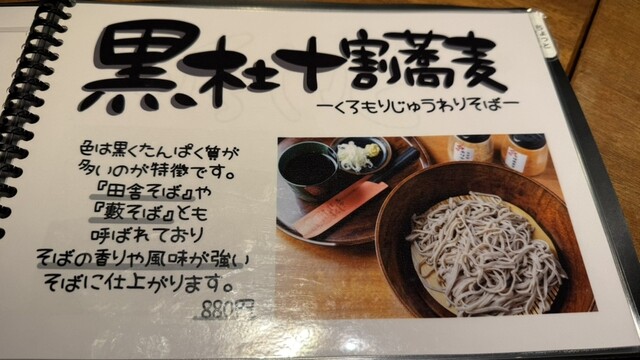 黒杜十割蕎麦
ーくろもりじゅうわりそばー
色は黒くたんぱく質が
多いのが特徴です。
『田舎そば』や
『藪そば』とも
呼ばれており
そばの香りや風味が強い
そばに仕上がります。
880円